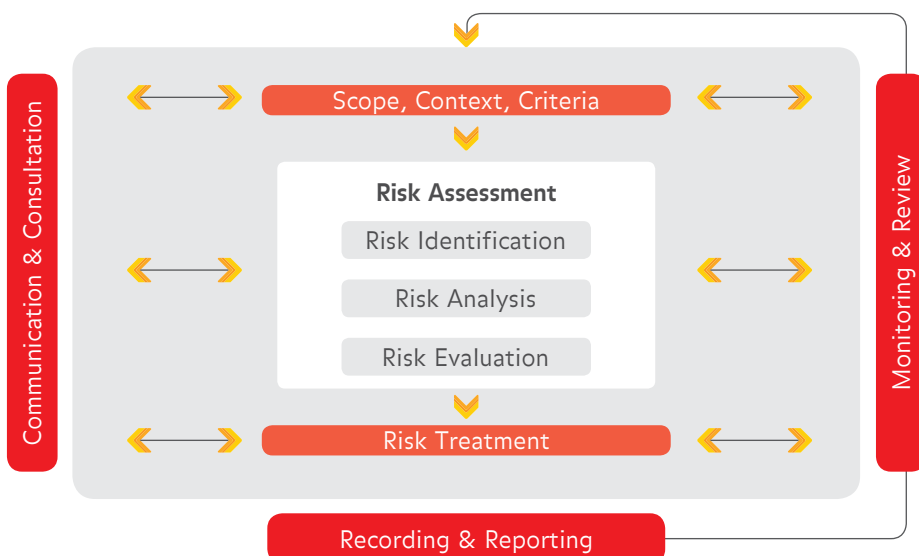 Communication & Consultation
Scope, Context, Criteria
Risk Assessment
Risk Identification
Risk Analysis
Risk Evaluation
Risk Treatment
Monitoring & Review
Recording & Reporting